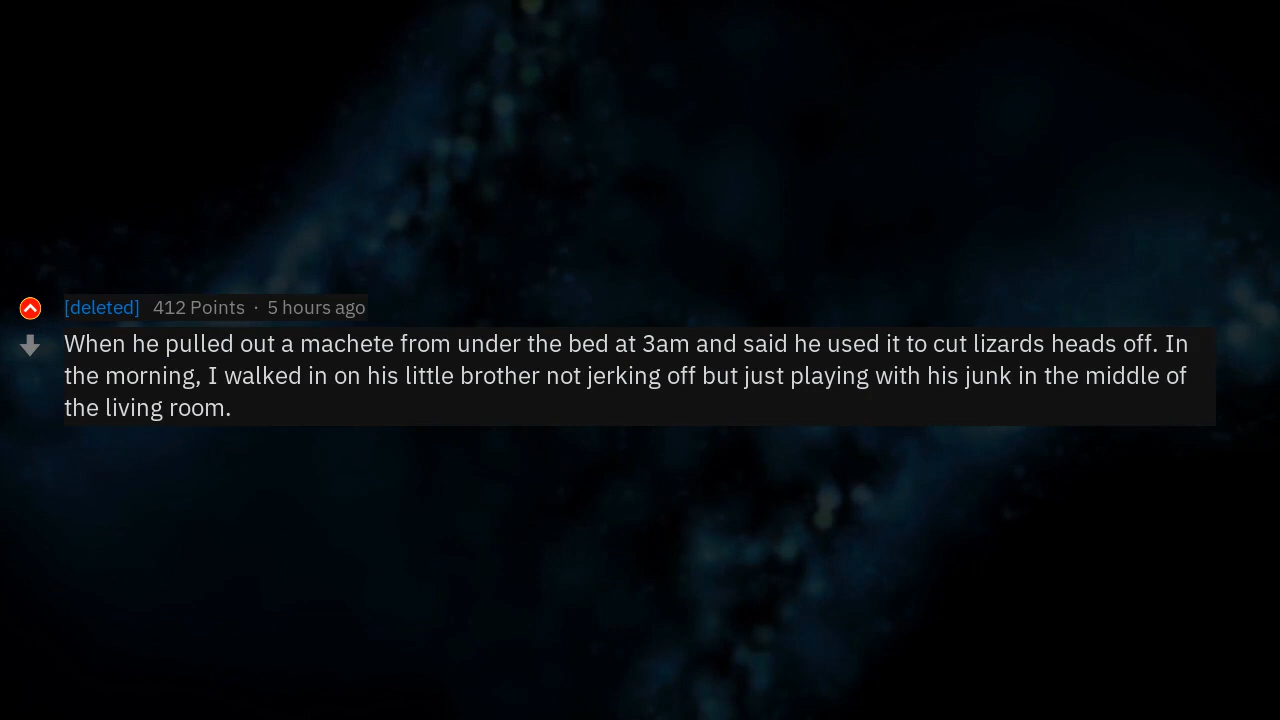 [deleted] 412 Points · 5 hours ago
When he pulled out a machete from under the bed at 3am and said he used it to cut lizards heads off. In
the morning, I walked in on his little brother not jerking off but just playing with his junk in the middle of
the living room.